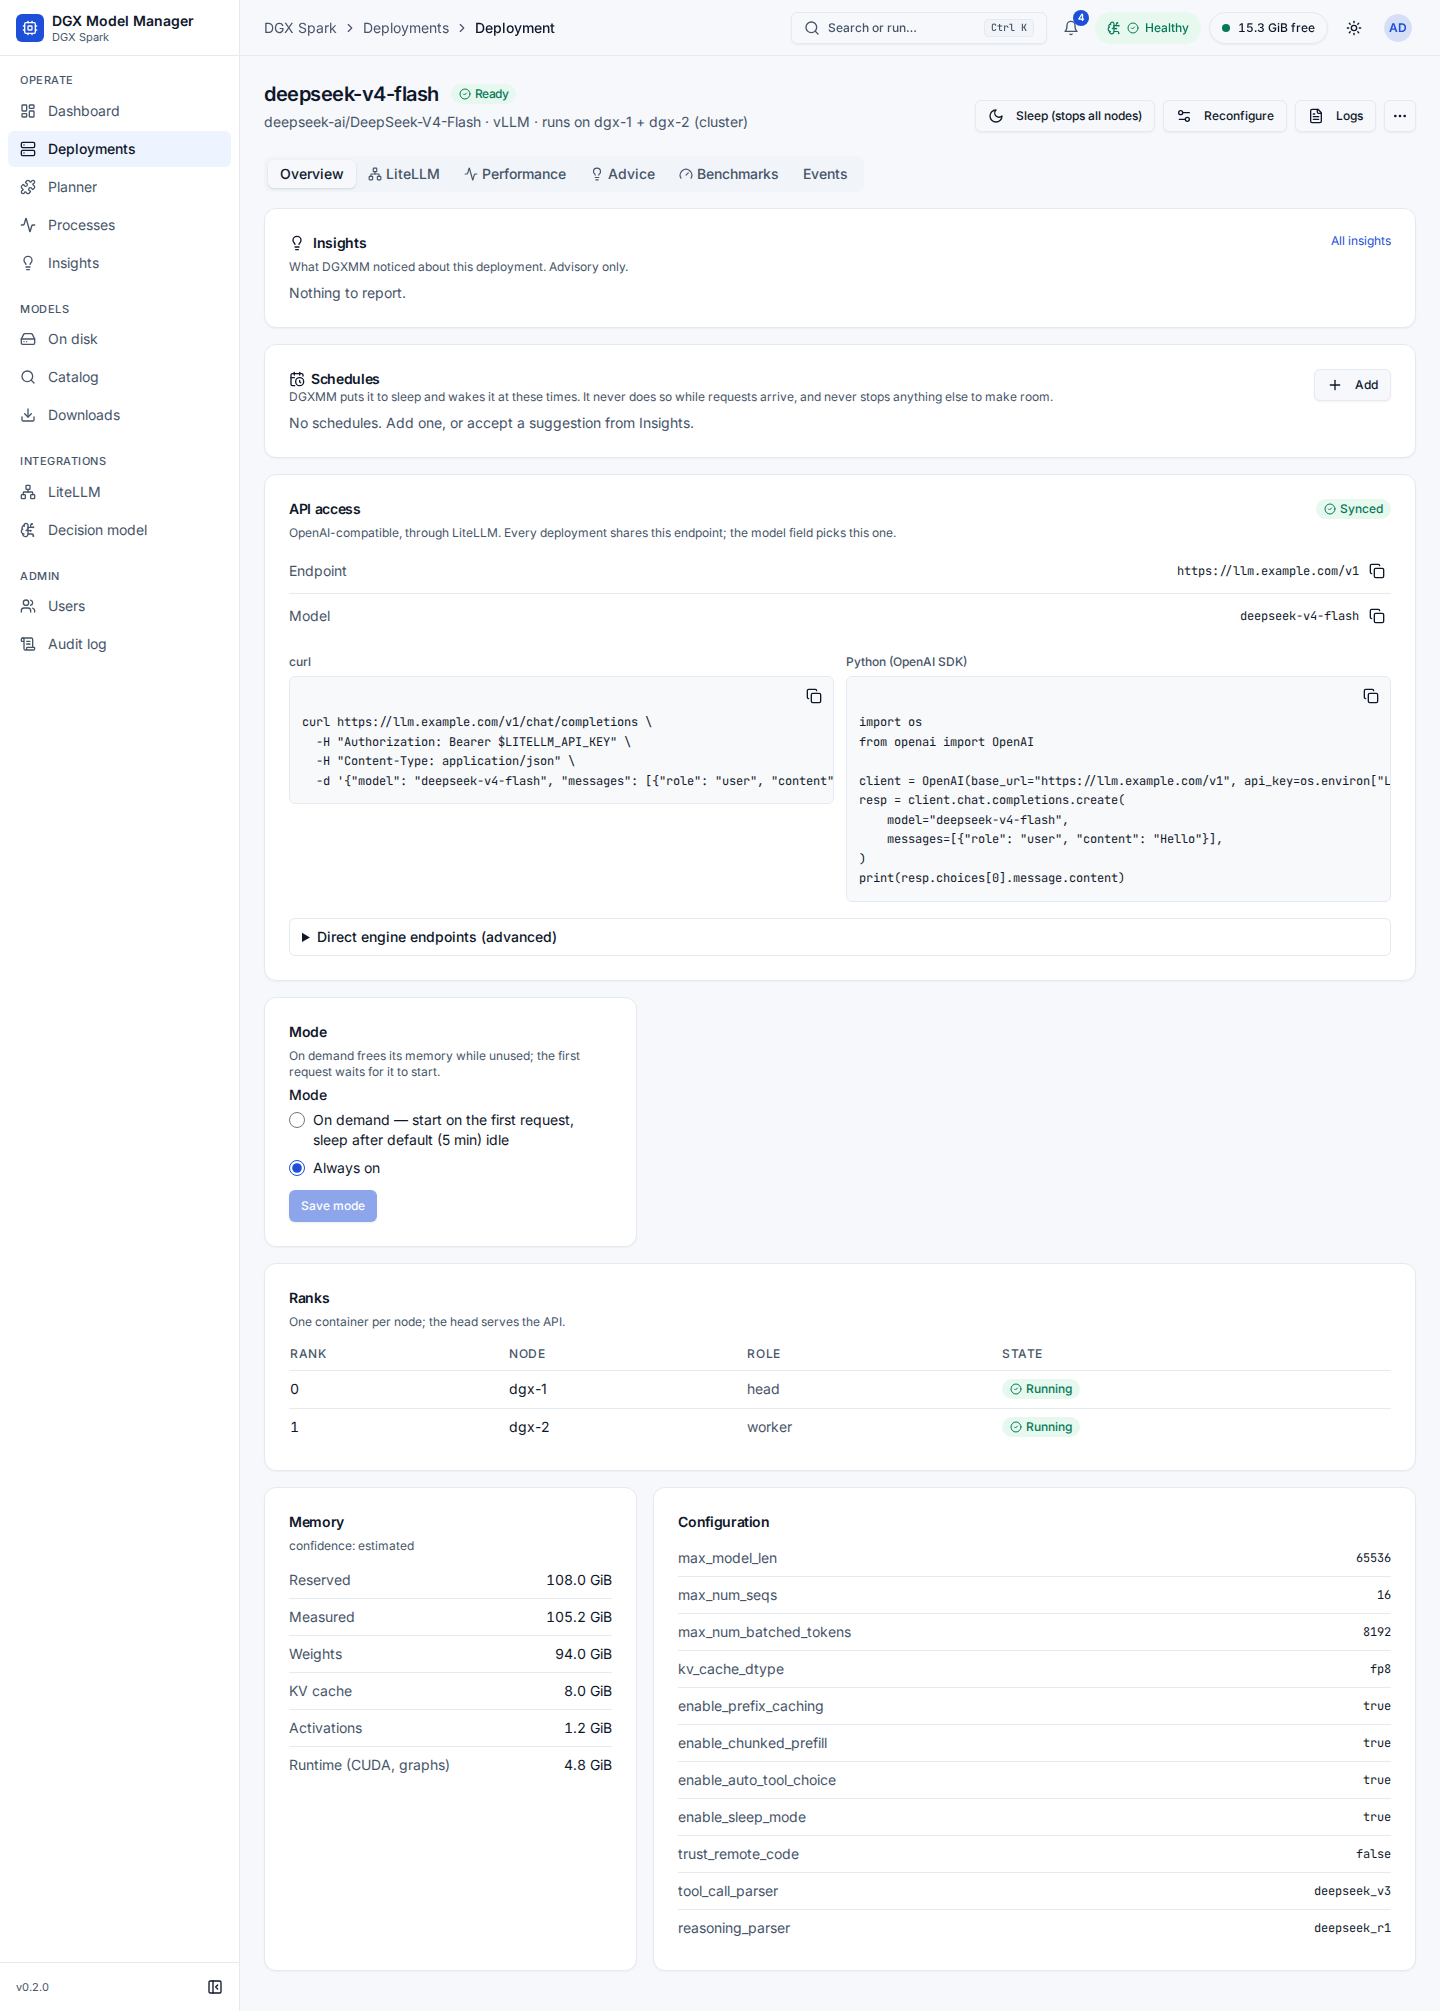 DGX Model Manager
DGX Spark
DGX Spark > Deployments > Deployment
Search or run...
Ctrl K
4
Healthy
15.3 GiB free
AD
OPERATE
Dashboard
Deployments
Planner
Processes
Insights
MODELS
On disk
Catalog
Downloads
INTEGRATIONS
LiteLLM
Decision model
ADMIN
Users
Audit log
v0.2.0
deepseek-v4-flash
Ready
deepseek-ai/DeepSeek-V4-Flash · vLLM · runs on dgx-1 + dgx-2 (cluster)
Sleep (stops all nodes)
Reconfigure
Logs
Overview
LiteLLM
Performance
Advice
Benchmarks
Events
Insights
All insights
What DGXMM noticed about this deployment. Advisory only.
Nothing to report.
Schedules
Add
DGXMM puts it to sleep and wakes it at these times. It never does so while requests arrive, and never stops anything else to make room.
No schedules. Add one, or accept a suggestion from Insights.
API access
Synced
OpenAI-compatible, through LiteLLM. Every deployment shares this endpoint; the model field picks this one.
Endpoint
https://llm.example.com/v1
Model
deepseek-v4-flash
curl
curl https://llm.example.com/v1/chat/completions \
-H "Authorization: Bearer $LITELLM_API_KEY" \
-H "Content-Type: application/json" \
-d '{"model": "deepseek-v4-flash", "messages": [{"role": "user", "content"
Python (OpenAI SDK)
import os
from openai import OpenAI
client = OpenAI(base_url="https://llm.example.com/v1", api_key=os.environ["L
resp = client.chat.completions.create(
model="deepseek-v4-flash",
messages=[{"role": "user", "content": "Hello"}],
)
print(resp.choices[0].message.content)
Direct engine endpoints (advanced)
Mode
On demand frees its memory while unused; the first
request waits for it to start.
Mode
On demand — start on the first request,
sleep after default (5 min) idle
Always on
Save mode
Ranks
One container per node; the head serves the API.
RANK NODE ROLE STATE
0 dgx-1 head Running
1 dgx-2 worker Running
Memory
confidence: estimated
Reserved 108.0 GiB
Measured 105.2 GiB
Weights 94.0 GiB
KV cache 8.0 GiB
Activations 1.2 GiB
Runtime (CUDA, graphs) 4.8 GiB
Configuration
max_model_len 65536
max_num_seqs 16
max_num_batched_tokens 8192
kv_cache_dtype fp8
enable_prefix_caching true
enable_chunked_prefill true
enable_auto_tool_choice true
enable_sleep_mode true
trust_remote_code false
tool_call_parser deepseek_v3
reasoning_parser deepseek_r1